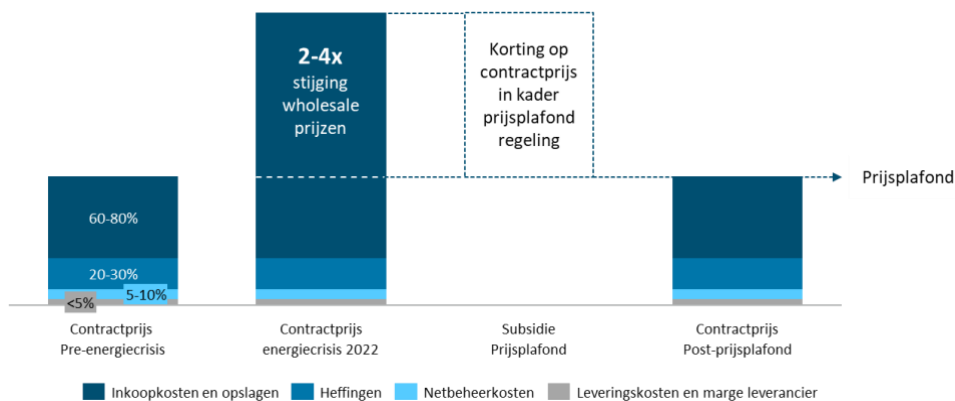 2-4x
stijging
wholesale
prijzen
Korting op
contractprijs
in kader
prijsplafond
regeling
Prijsplafond
60-80%
20-30%
5-10%
<5%
Contractprijs
Pre-energiecrisis
Contractprijs
energiecrisis 2022
Subsidie
Prijsplafond
Contractprijs
Post-prijsplafond
Inkoopkosten en opslagen
Heffingen
Netbeheerkosten
Leveringskosten en marge leverancier